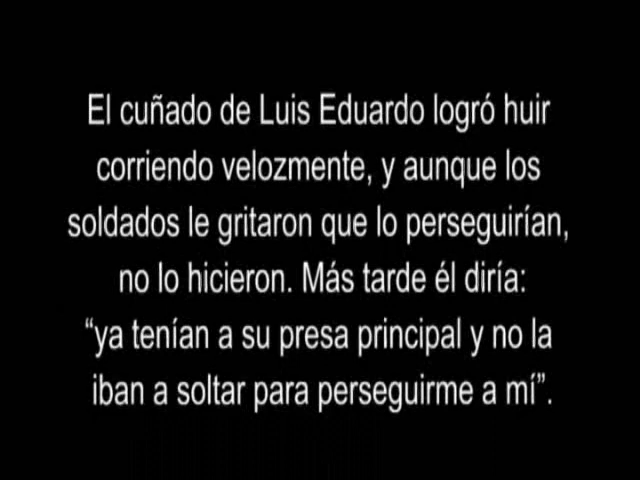 El cuñado de Luis Eduardo logró huir
corriendo velozmente, y aunque los
soldados le gritaron que lo perseguirían,
no lo hicieron. Más tarde él diría:
“ya tenían a su presa principal y no la
iban a soltar para perseguirme a mí”.